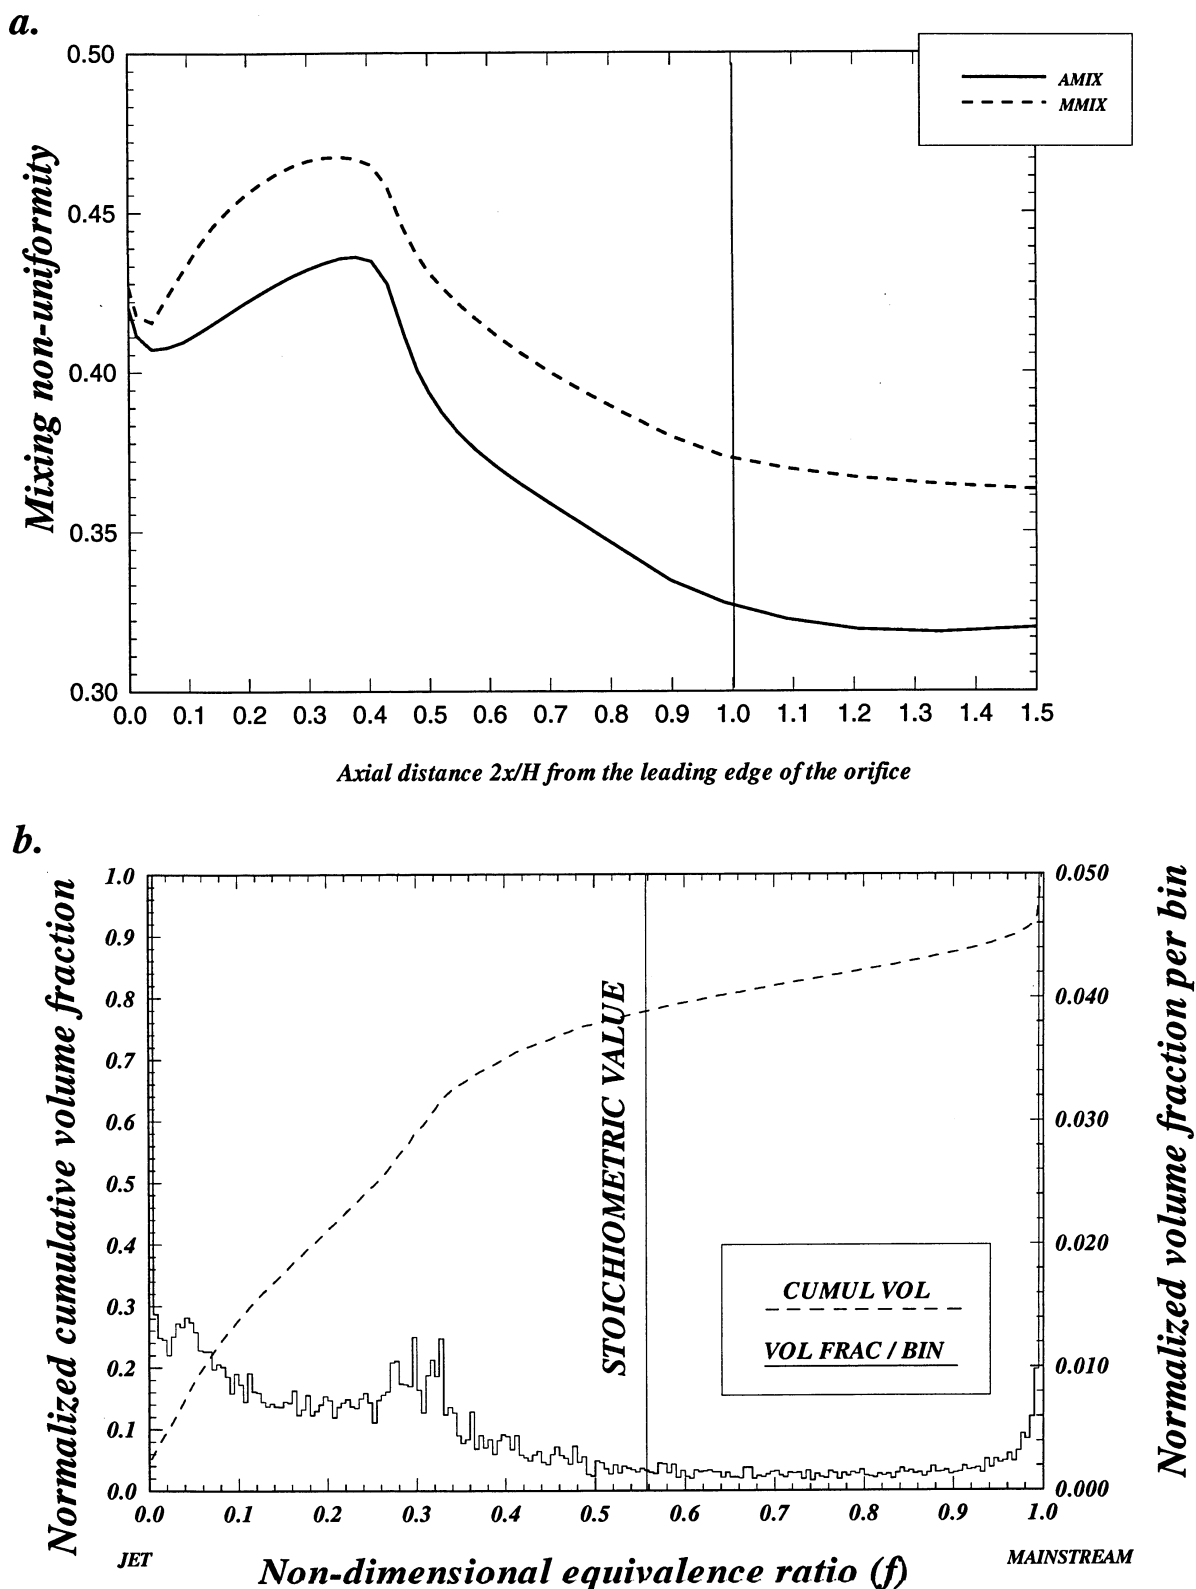 a.
0.50
0.45
0.40
0.35
0.30
Mixing non-uniformity
AMIX
MMIX
0.0 0.1 0.2 0.3 0.4 0.5 0.6 0.7 0.8 0.9 1.0 1.1 1.2 1.3 1.4 1.5
Axial distance 2x/H from the leading edge of the orifice
b.
Normalized cumulative volume fraction
1.0
0.9
0.8
0.7
0.6
0.5
0.4
0.3
0.2
0.1
0.0
STOICHIOMETRIC VALUE
CUMUL VOL
VOL FRAC / BIN
0.050
0.040
0.030
0.020
0.010
0.000
Normalized volume fraction per bin
0.0 0.1 0.2 0.3 0.4 0.5 0.6 0.7 0.8 0.9 1.0
JET
MAINSTREAM
Non-dimensional equivalence ratio (f)